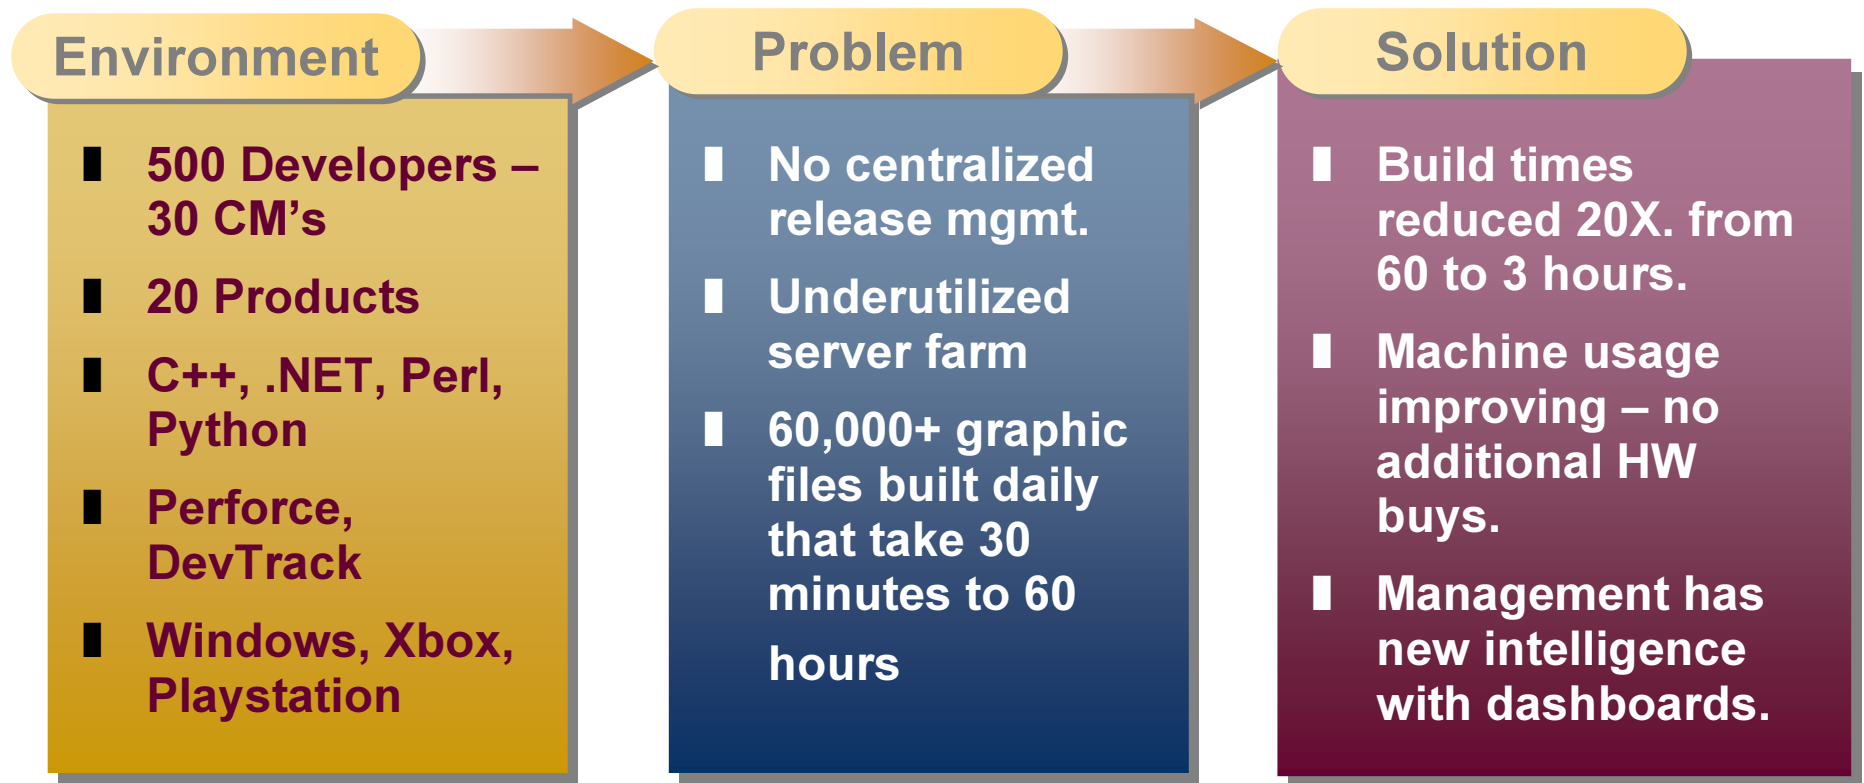 Environment
500 Developers –
30 CM’s
20 Products
C++, .NET, Perl,
Python
Perforce,
DevTrack
Windows, Xbox,
Playstation
Problem
No centralized
release mgmt.
Underutilized
server farm
60,000+ graphic
files built daily
that take 30
minutes to 60
hours
Solution
Build times
reduced 20X. from
60 to 3 hours.
Machine usage
improving – no
additional HW
buys.
Management has
new intelligence
with dashboards.